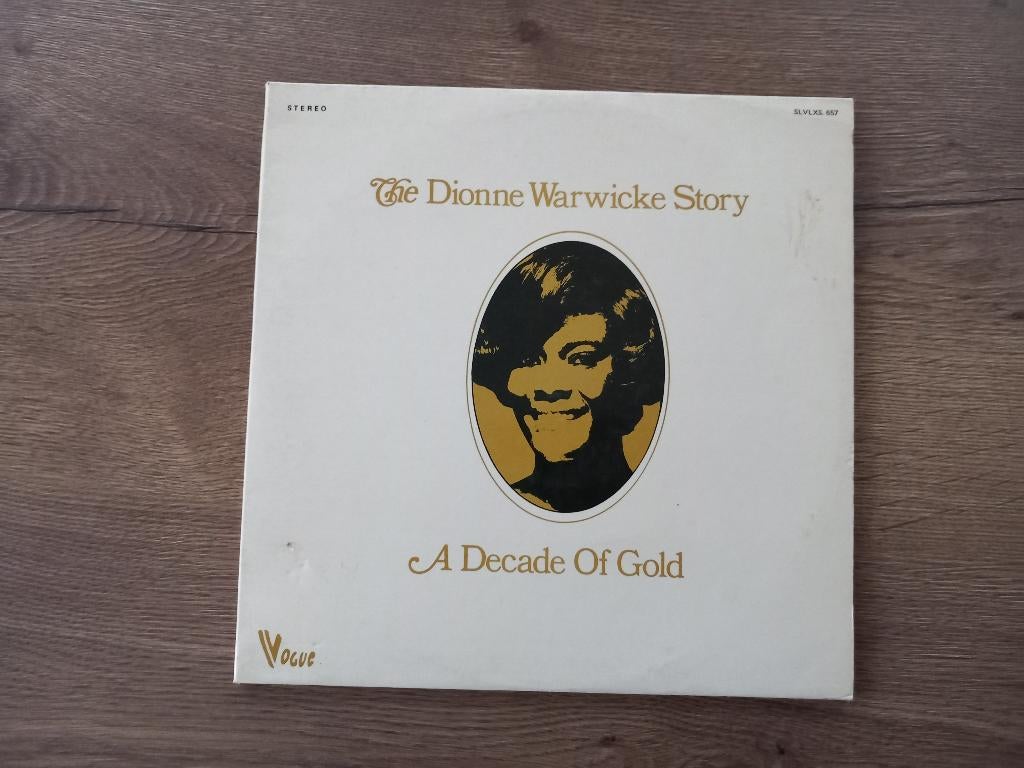 STEREO
SLVLXS. 657
The Dionne Warwicke Story
A Decade Of Gold
VOGUE